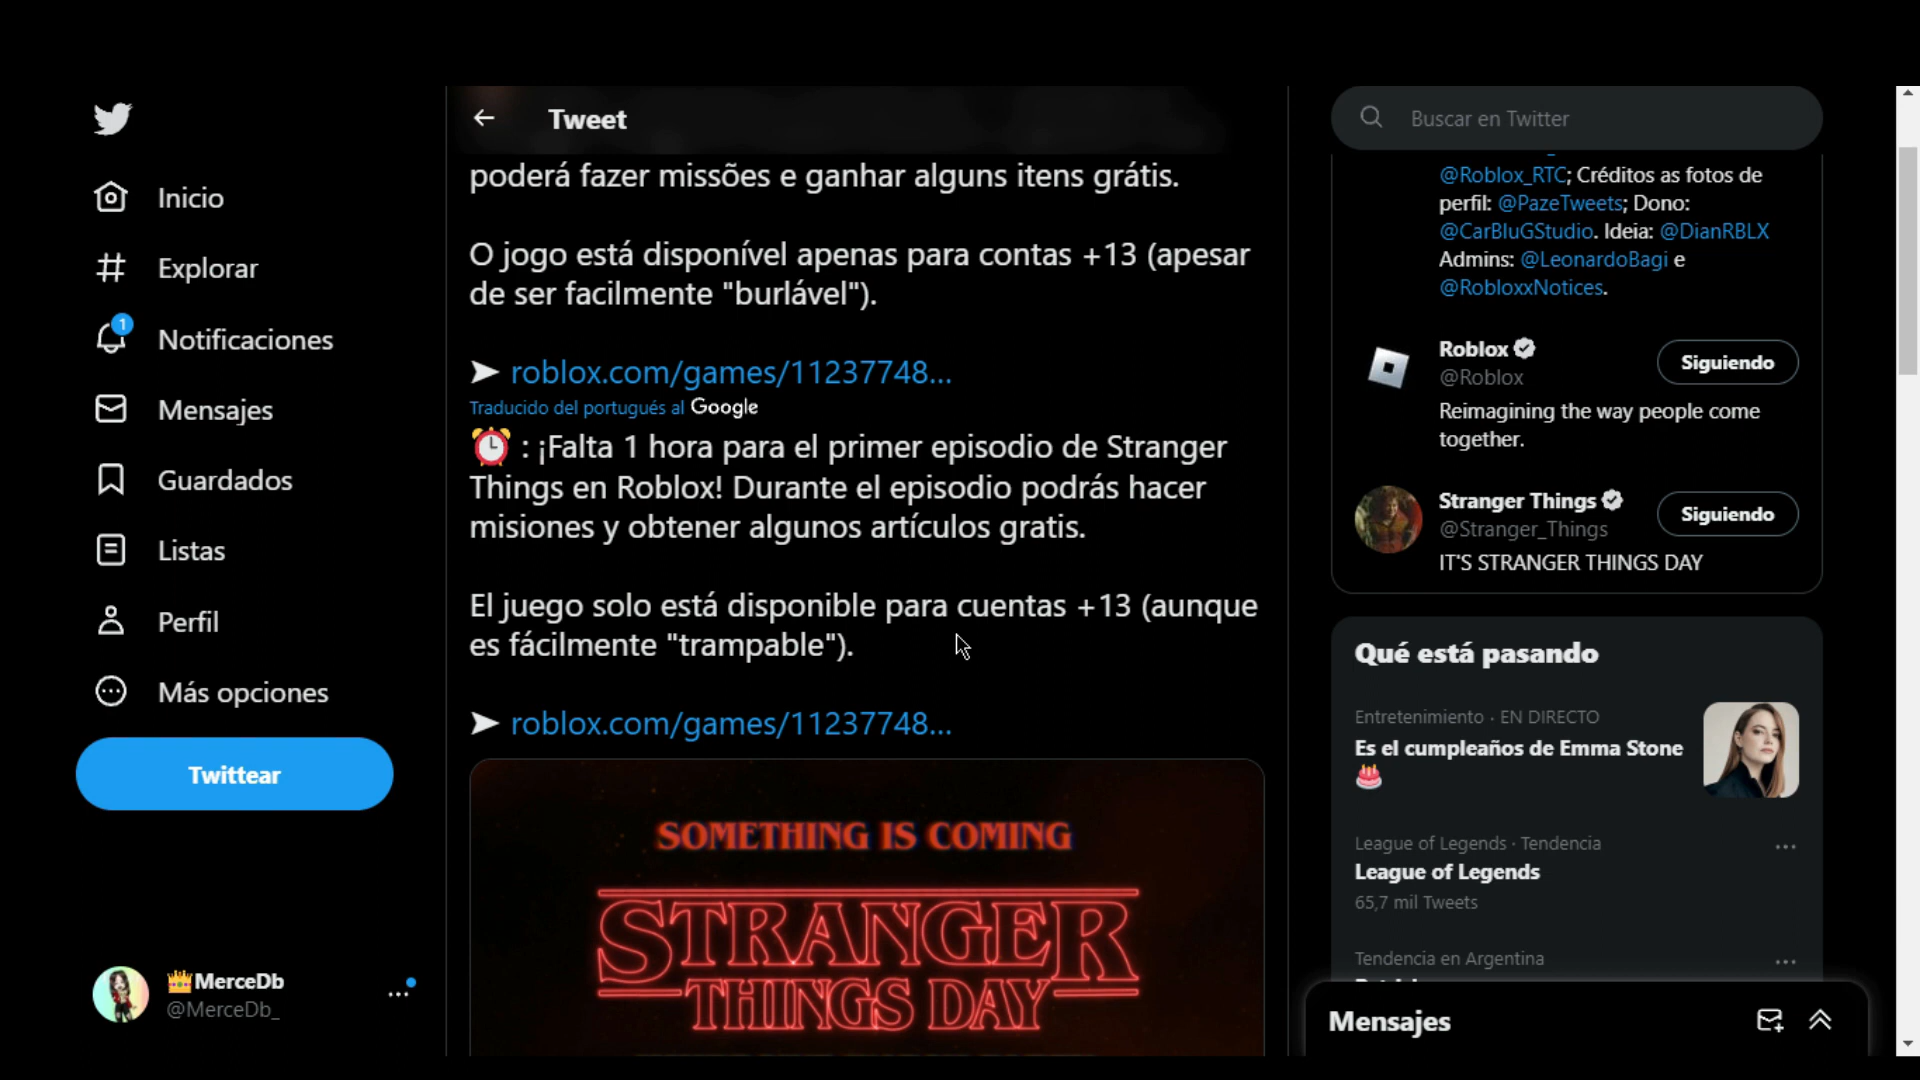 Inicio
Explorar
1
Notificaciones
Mensajes
Guardados
Listas
Perfil
Más opciones
Twittear
MerceDb
@MerceDb_
Tweet
poderá fazer missões e ganhar alguns itens grátis.
O jogo está disponível apenas para contas +13 (apesar
de ser facilmente "burlável").
➤ roblox.com/games/11237748...
Traducido del portugués al Google
⏰ : ¡Falta 1 hora para el primer episodio de Stranger
Things en Roblox! Durante el episodio podrás hacer
misiones y obtener algunos artículos gratis.
El juego solo está disponible para cuentas +13 (aunque
es fácilmente "trampable").
➤ roblox.com/games/11237748...
SOMETHING IS COMING
STRANGER
THINGS DAY
Buscar en Twitter
@Roblox_RTC; Créditos as fotos de
perfil: @PazeTweets; Dono:
@CarBluGStudio. Ideia: @DianRBLX
Admins: @LeonardoBagi e
@RobloxxNotices.
Roblox
Siguiendo
@Roblox
Reimagining the way people come
together.
Stranger Things
Siguiendo
@Stranger_Things
IT'S STRANGER THINGS DAY
Qué está pasando
Entretenimiento · EN DIRECTO
Es el cumpleaños de Emma Stone
🎂
League of Legends · Tendencia
League of Legends
65,7 mil Tweets
Tendencia en Argentina
Mensajes